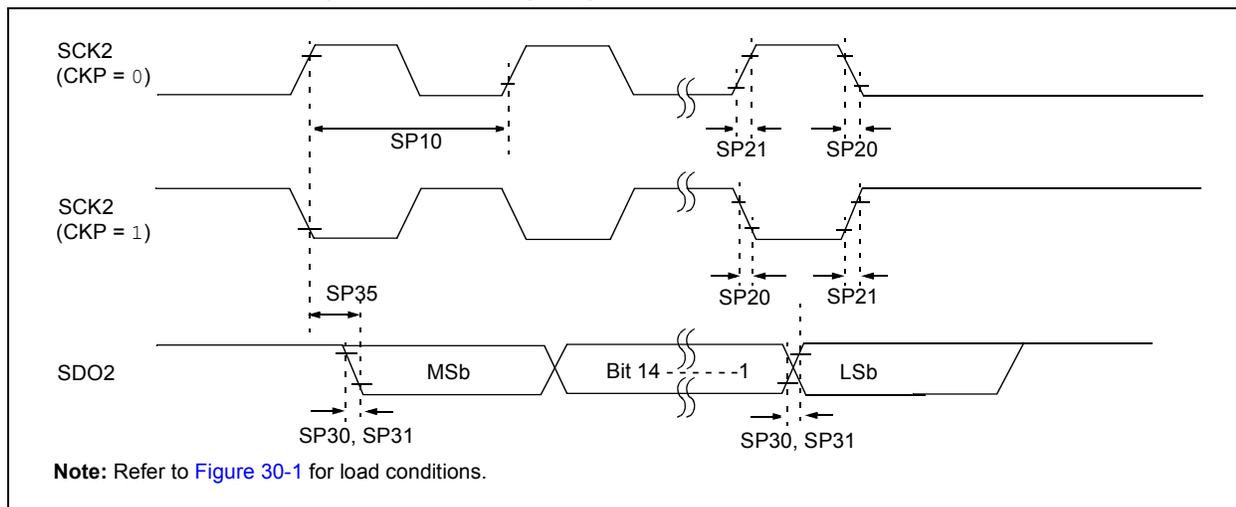 SCK2
(CKP = 0)
SP10
SP21
SP20
SCK2
(CKP = 1)
SP20
SP21
SP35
SDO2
MSb
Bit 14 - - - - - -1
LSb
SP30, SP31
SP30, SP31
Note: Refer to Figure 30-1 for load conditions.